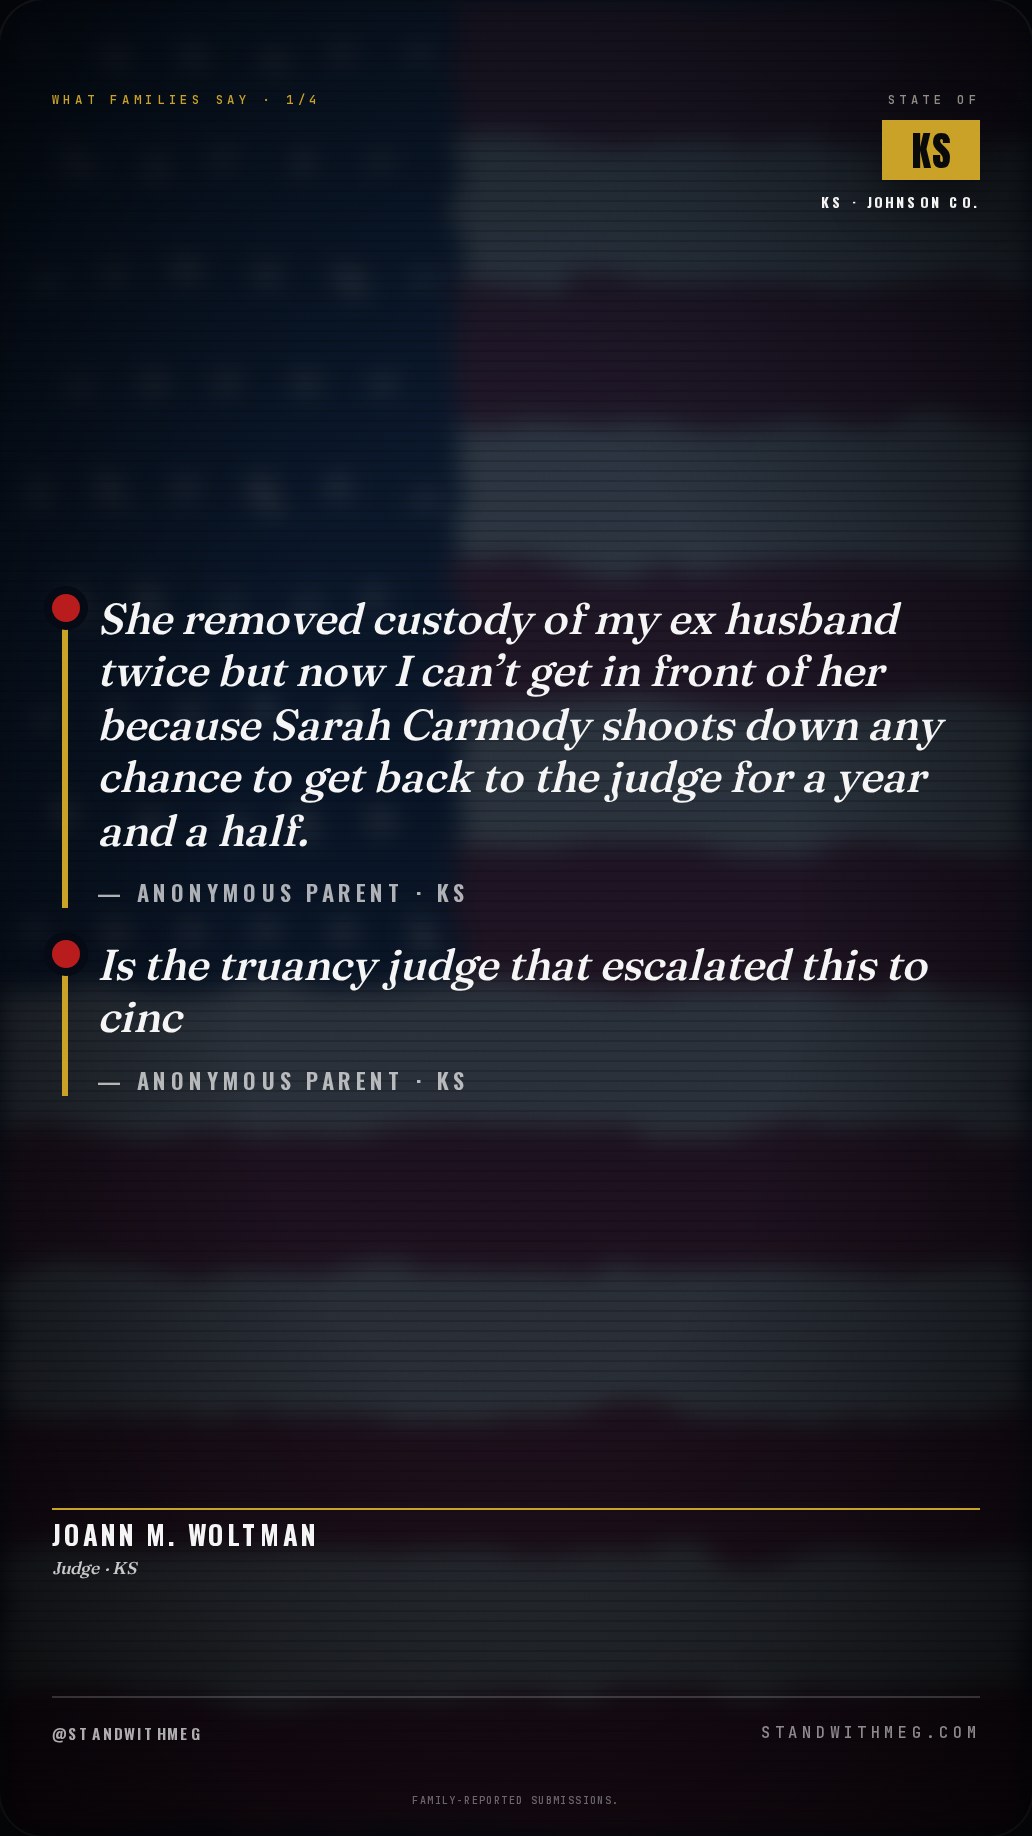 WHAT FAMILIES SAY · 1/4
STATE OF
KS
KS · JOHNSON CO.
She removed custody of my ex husband
twice but now I can’t get in front of her
because Sarah Carmody shoots down any
chance to get back to the judge for a year
and a half.
— ANONYMOUS PARENT · KS
Is the truancy judge that escalated this to
cinc
— ANONYMOUS PARENT · KS
JOANN M. WOLTMAN
Judge · KS
@STANDWITHMEG
STANDWITHMEG.COM
FAMILY-REPORTED SUBMISSIONS.